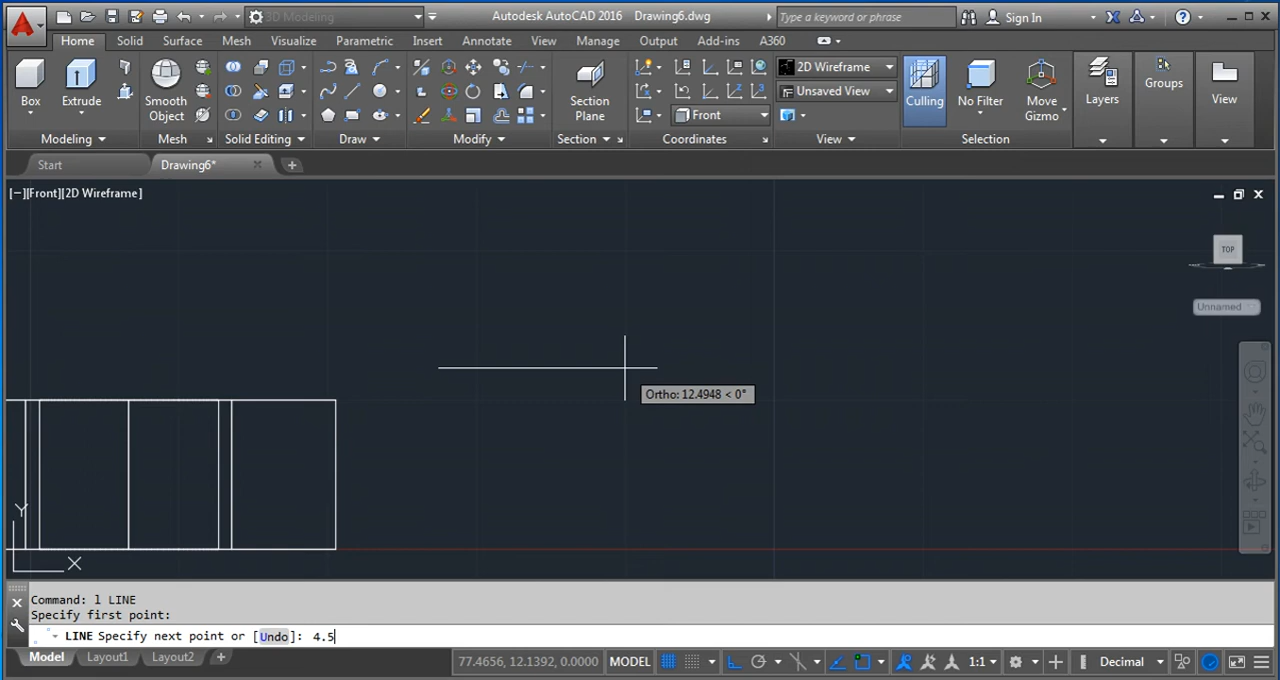 3D Modeling
Autodesk AutoCAD 2016 Drawing6.dwg
Type a keyword or phrase
Sign In
Home Solid Surface Mesh Visualize Parametric Insert Annotate View Manage Output Add-ins A360
Box
Extrude
Smooth
Object
Section
Plane
2D Wireframe
Unsaved View
Front
Culling
No Filter
Move
Gizmo
Layers
Groups
View
Modeling Mesh Solid Editing Draw Modify Section Coordinates View Selection
Start Drawing6*
[−][Front][2D Wireframe]
TOP
Unnamed
Ortho: 12.4948 < 0°
Y
X
Command: l LINE
Specify first point:
LINE Specify next point or [Undo]: 4.5
Model Layout1 Layout2 +
77.4656, 12.1392, 0.0000 MODEL 1:1 Decimal